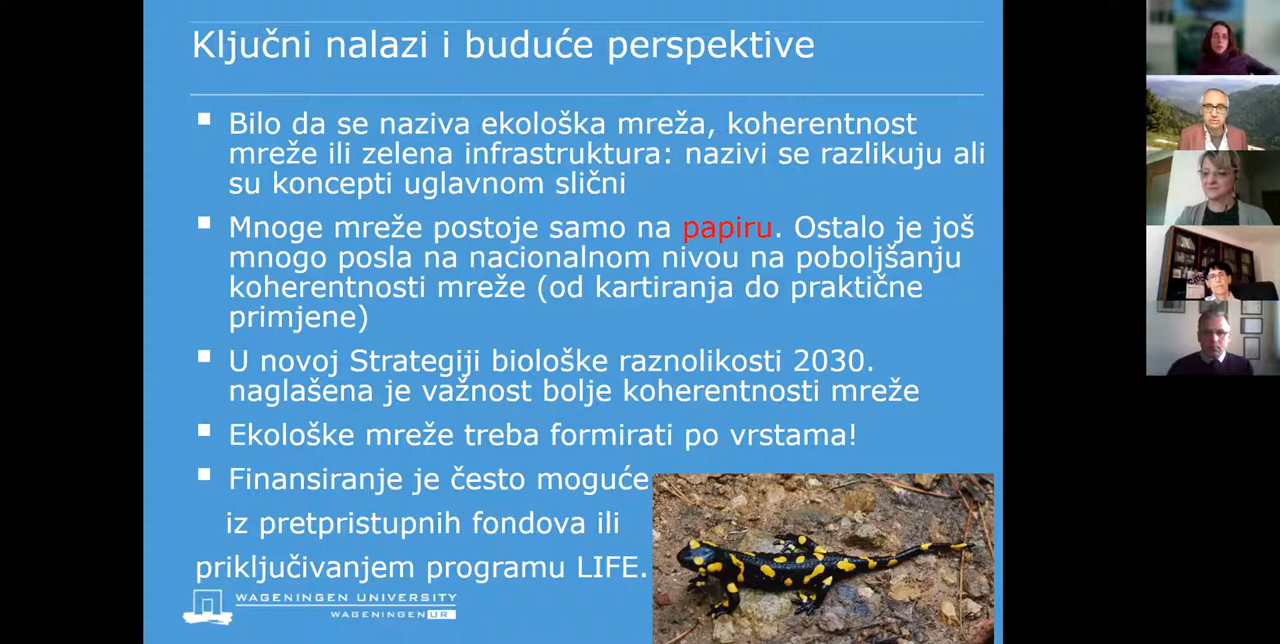 Ključni nalazi i buduće perspektive
Bilo da se naziva ekološka mreža, koherentnost
mreže ili zelena infrastruktura: nazivi se razlikuju ali
su koncepti uglavnom slični
Mnoge mreže postoje samo na papiru. Ostalo je još
mnogo posla na nacionalnom nivou na poboljšanju
koherentnosti mreže (od kartiranja do praktične
primjene)
U novoj Strategiji biološke raznolikosti 2030.
naglašena je važnost bolje koherentnosti mreže
Ekološke mreže treba formirati po vrstama!
Finansiranje je često moguće
iz pretpristupnih fondova ili
priključivanjem programu LIFE.
WAGENINGEN UNIVERSITY
WAGENINGEN UR